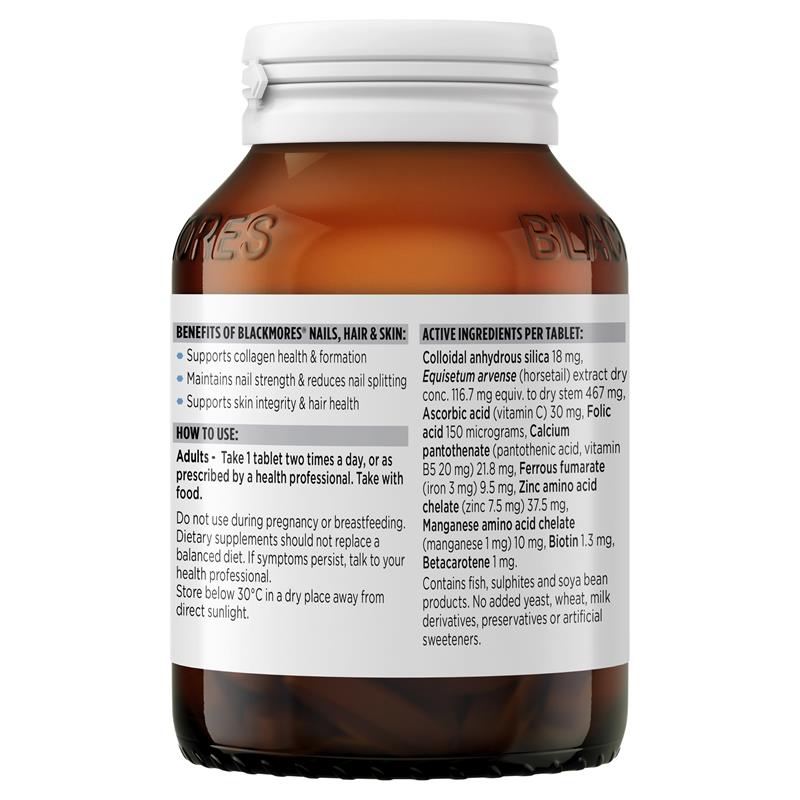 ORES
BLAC
BENEFITS OF BLACKMORES® NAILS, HAIR & SKIN:
• Supports collagen health & formation
• Maintains nail strength & reduces nail splitting
• Supports skin integrity & hair health
HOW TO USE:
Adults - Take 1 tablet two times a day, or as
prescribed by a health professional. Take with
food.
Do not use during pregnancy or breastfeeding.
Dietary supplements should not replace a
balanced diet. If symptoms persist, talk to your
health professional.
Store below 30°C in a dry place away from
direct sunlight.
ACTIVE INGREDIENTS PER TABLET:
Colloidal anhydrous silica 18 mg,
Equisetum arvense (horsetail) extract dry
conc. 116.7 mg equiv. to dry stem 467 mg,
Ascorbic acid (vitamin C) 30 mg, Folic
acid 150 micrograms, Calcium
pantothenate (pantothenic acid, vitamin
B5 20 mg) 21.8 mg, Ferrous fumarate
(iron 3 mg) 9.5 mg, Zinc amino acid
chelate (zinc 7.5 mg) 37.5 mg,
Manganese amino acid chelate
(manganese 1 mg) 10 mg, Biotin 1.3 mg,
Betacarotene 1 mg.
Contains fish, sulphites and soya bean
products. No added yeast, wheat, milk
derivatives, preservatives or artificial
sweeteners.